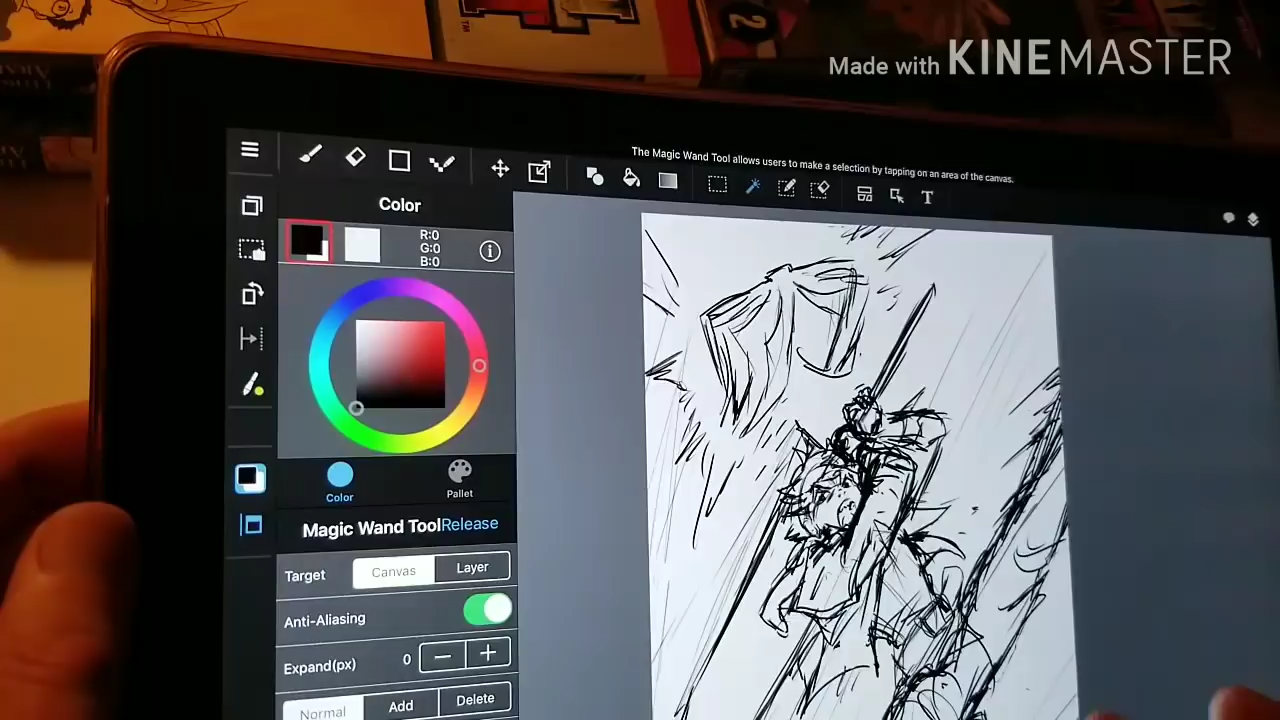 Made with KINEMASTER
2
TM
The Magic Wand Tool allows users to make a selection by tapping on an area of the canvas.
T
Color
R:0
G:0
B:0
Color
Pallet
Magic Wand Tool Release
Target Canvas Layer
Anti-Aliasing
Expand(px) 0 − +
Normal Add Delete